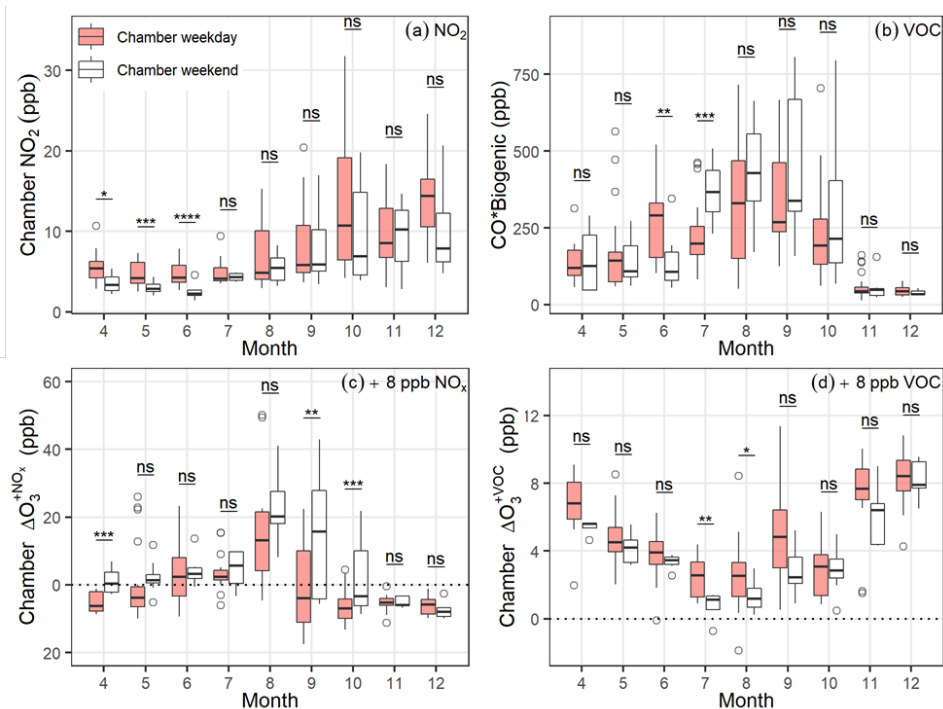 (a) NO₂
Chamber weekday
Chamber weekend
Chamber NO₂ (ppb)
30
20
10
0
* *** **** ns ns ns ns ns ns
4 5 6 7 8 9 10 11 12
Month
(b) VOC
CO*Biogenic (ppb)
750
500
250
0
ns ns ** *** ns ns ns ns ns
4 5 6 7 8 9 10 11 12
Month
(c) + 8 ppb NOₓ
Chamber ΔO₃⁺ᴺᴼˣ (ppb)
60
40
20
0
20
*** ns ns ns ns ** *** ns ns
4 5 6 7 8 9 10 11 12
Month
(d) + 8 ppb VOC
Chamber ΔO₃⁺ⱽᴼC (ppb)
12
8
4
0
ns ns ns ** * ns ns ns ns
4 5 6 7 8 9 10 11 12
Month